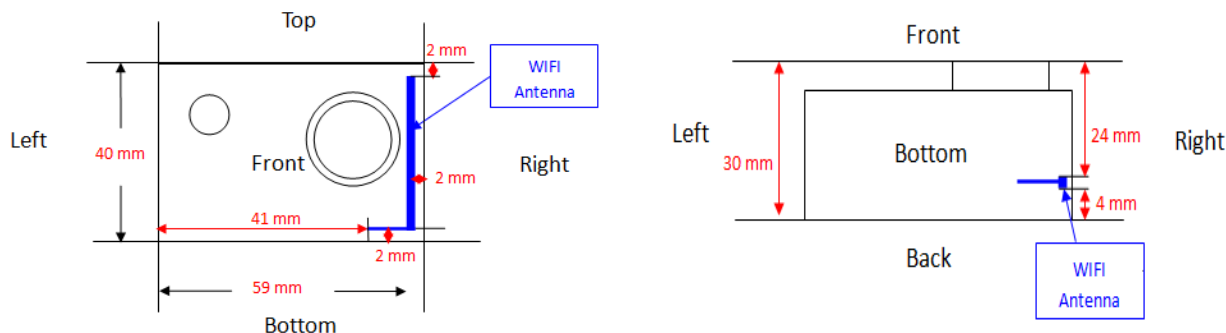 Top
2 mm
WIFI
Antenna
Left
40 mm
Front
Right
2 mm
41 mm
2 mm
59 mm
Bottom
Front
Left
30 mm
Bottom
24 mm
Right
4 mm
Back
WIFI
Antenna